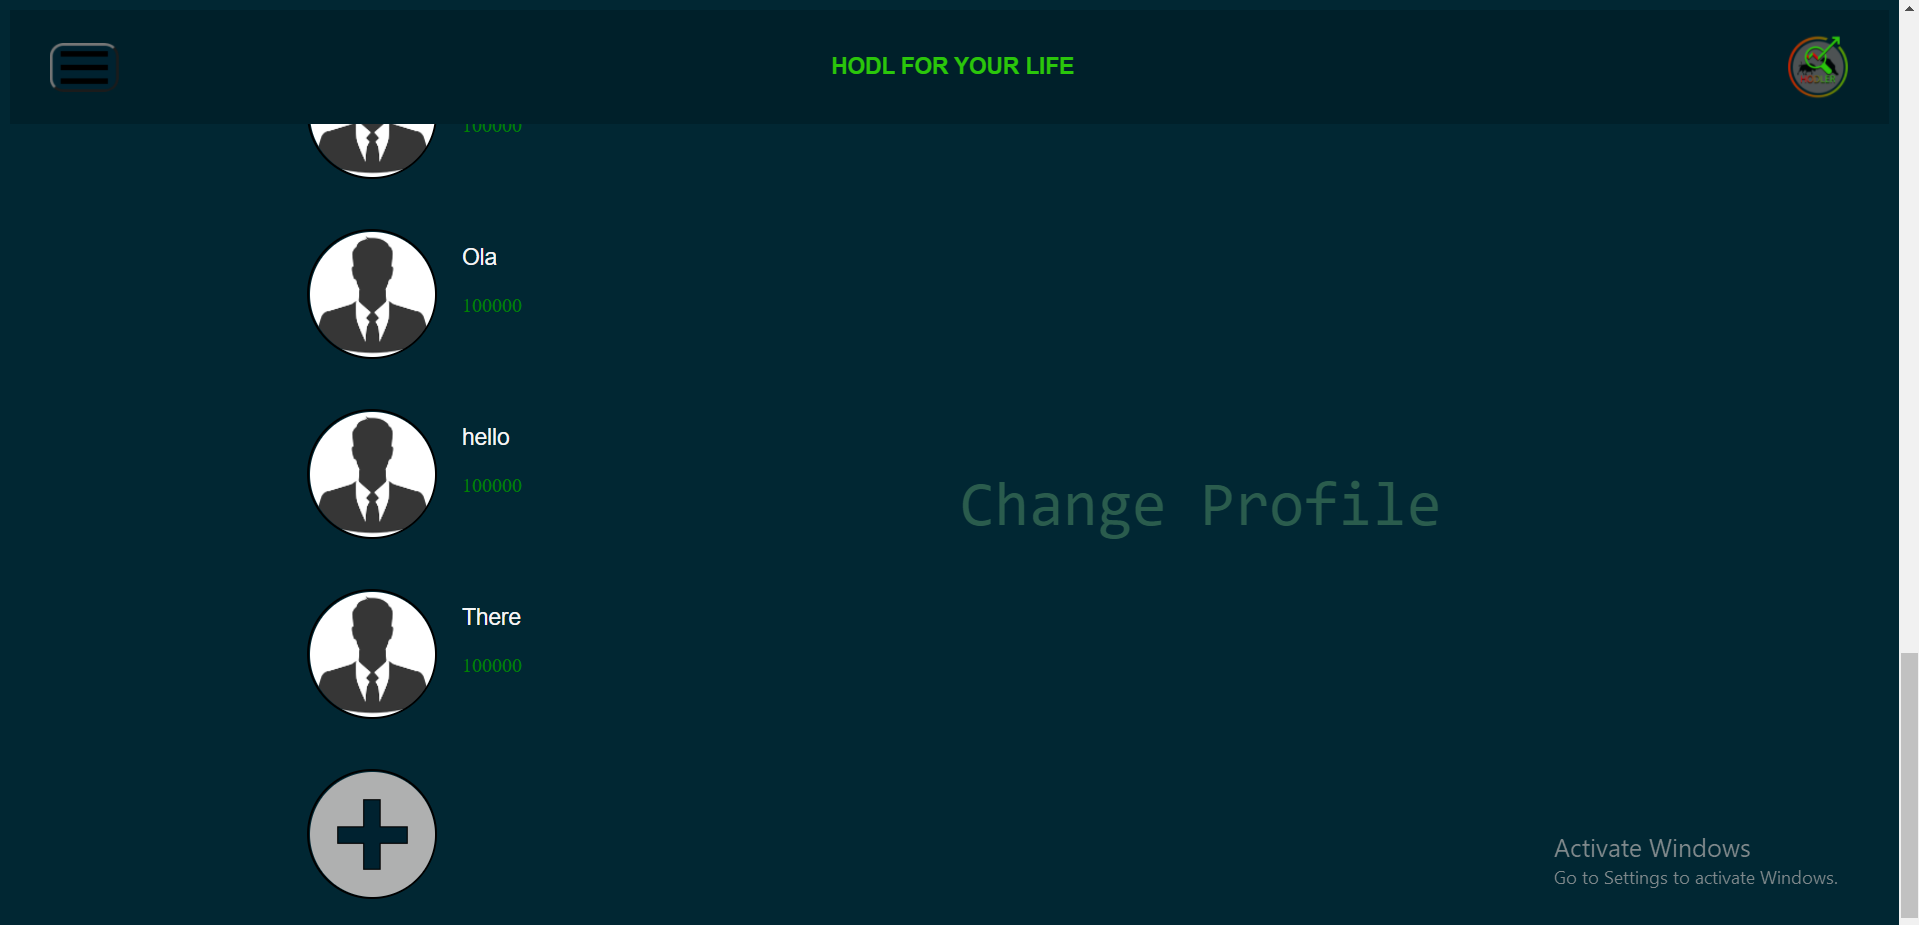 HODL FOR YOUR LIFE
100000
Ola
100000
hello
100000
Change Profile
There
100000
Activate Windows
Go to Settings to activate Windows.